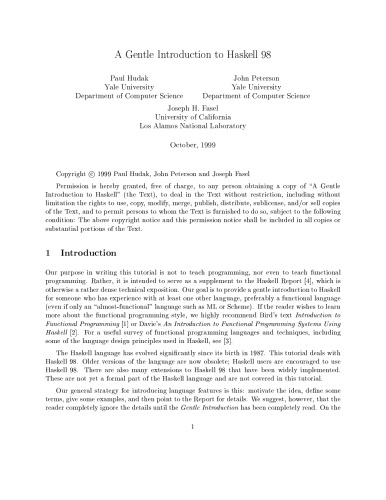 A Gentle Introduction to Haskell 98
Paul Hudak
Yale University
Department of Computer Science
John Peterson
Yale University
Department of Computer Science
Joseph H. Fasel
University of California
Los Alamos National Laboratory
October, 1999
Copyright © 1999 Paul Hudak, John Peterson and Joseph Fasel
Permission is hereby granted, free of charge, to any person obtaining a copy of “A Gentle
Introduction to Haskell” (the Text), to deal in the Text without restriction, including without
limitation the rights to use, copy, modify, merge, publish, distribute, sublicense, and/or sell copies
of the Text, and to permit persons to whom the Text is furnished to do so, subject to the following
condition: The above copyright notice and this permission notice shall be included in all copies or
substantial portions of the Text.
1 Introduction
Our purpose in writing this tutorial is not to teach programming, nor even to teach functional
programming. Rather, it is intended to serve as a supplement to the Haskell Report [4], which is
otherwise a rather dense technical exposition. Our goal is to provide a gentle introduction to Haskell
for someone who has experience with at least one other language, preferably a functional language
(even if only an “almost-functional” language such as ML or Scheme). If the reader wishes to learn
more about the functional programming style, we highly recommend Bird’s text Introduction to
Functional Programming [1] or Davie’s An Introduction to Functional Programming Systems Using
Haskell [2]. For a useful survey of functional programming languages and techniques, including
some of the language design principles used in Haskell, see [3].
The Haskell language has evolved significantly since its birth in 1987. This tutorial deals with
Haskell 98. Older versions of the language are now obsolete; Haskell users are encouraged to use
Haskell 98. There are also many extensions to Haskell 98 that have been widely implemented.
These are not yet a formal part of the Haskell language and are not covered in this tutorial.
Our general strategy for introducing language features is this: motivate the idea, define some
terms, give some examples, and then point to the Report for details. We suggest, however, that the
reader completely ignore the details until the Gentle Introduction has been completely read. On the
1